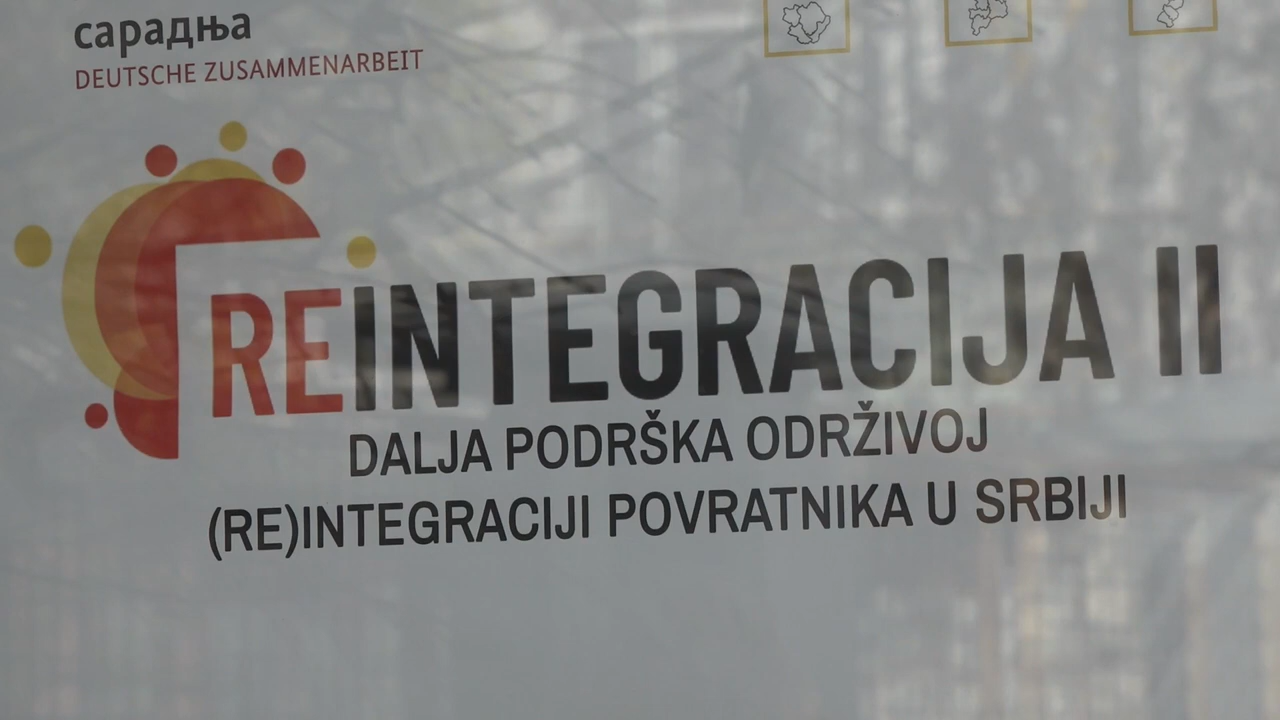 сарадња
DEUTSCHE ZUSAMMENARBEIT
REINTEGRACIJA II
DALJA PODRŠKA ODRŽIVOJ
(RE)INTEGRACIJI POVRATNIKA U SRBIJI